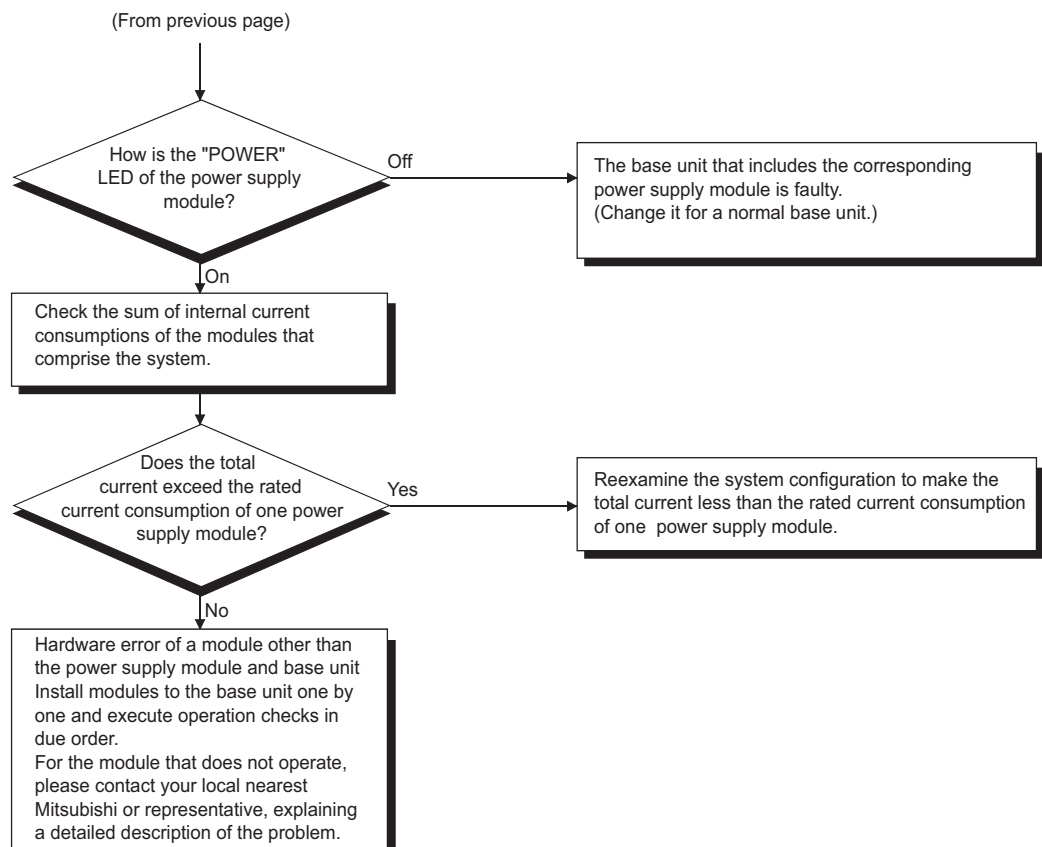 (From previous page)
How is the "POWER"
LED of the power supply
module?
Off
The base unit that includes the corresponding
power supply module is faulty.
(Change it for a normal base unit.)
On
Check the sum of internal current
consumptions of the modules that
comprise the system.
Does the total
current exceed the rated
current consumption of one power
supply module?
Yes
Reexamine the system configuration to make the
total current less than the rated current consumption
of one power supply module.
No
Hardware error of a module other than
the power supply module and base unit
Install modules to the base unit one by
one and execute operation checks in
due order.
For the module that does not operate,
please contact your local nearest
Mitsubishi or representative, explaining
a detailed description of the problem.